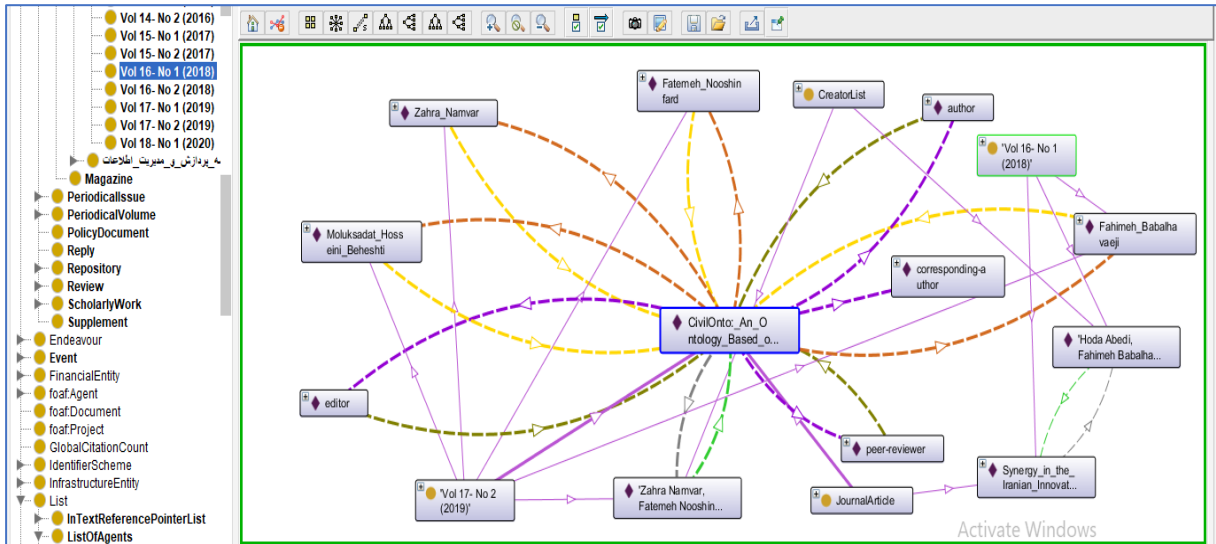 Vol 14- No 2 (2016)
Vol 15- No 1 (2017)
Vol 15- No 2 (2017)
Vol 16- No 1 (2018)
Vol 16- No 2 (2018)
Vol 17- No 1 (2019)
Vol 17- No 2 (2019)
Vol 18- No 1 (2020)
پردازش_و_مدیریت_اطلاعات
Magazine
PeriodicalIssue
PeriodicalVolume
PolicyDocument
Reply
Repository
Review
ScholarlyWork
Supplement
Endeavour
Event
FinancialEntity
foaf:Agent
foaf:Document
foaf:Project
GlobalCitationCount
IdentifierScheme
InfrastructureEntity
List
InTextReferencePointerList
ListOfAgents
Zahra_Namvar
Fatemeh_Nooshin
fard
CreatorList
author
'Vol 16- No 1
(2018)'
Moluksadat_Hoss
eini_Beheshti
Fahimeh_Babalha
vaeji
corresponding-a
uthor
CivilOnto:_An_O
ntology_Based_o...
'Hoda Abedi,
Fahimeh Babalha...
editor
peer-reviewer
'Vol 17- No 2
(2019)'
'Zahra Namvar,
Fatemeh Nooshin...
JournalArticle
Synergy_in_the_
Iranian_Innovat...
Activate Windows